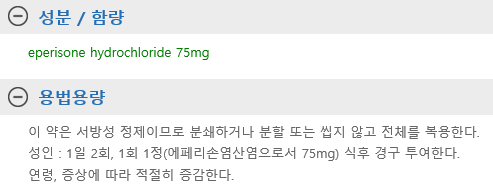 성분 / 함량
eperisone hydrochloride 75mg
용법용량
이 약은 서방성 정제이므로 분쇄하거나 분할 또는 씹지 않고 전체를 복용한다.
성인 : 1일 2회, 1회 1정(에페리손염산염으로서 75mg) 식후 경구 투여한다.
연령, 증상에 따라 적절히 증감한다.